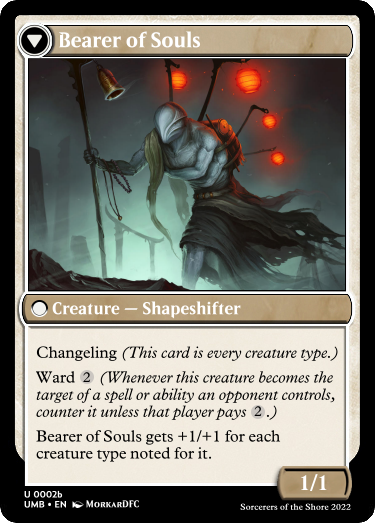 Bearer of Souls
Creature — Shapeshifter
Changeling (This card is every creature type.)
Ward 2 (Whenever this creature becomes the
target of a spell or ability an opponent controls,
counter it unless that player pays 2.)
Bearer of Souls gets +1/+1 for each
creature type noted for it.
1/1
U 0002b
UMB • EN MorkarDFC
Sorcerers of the Shore 2022